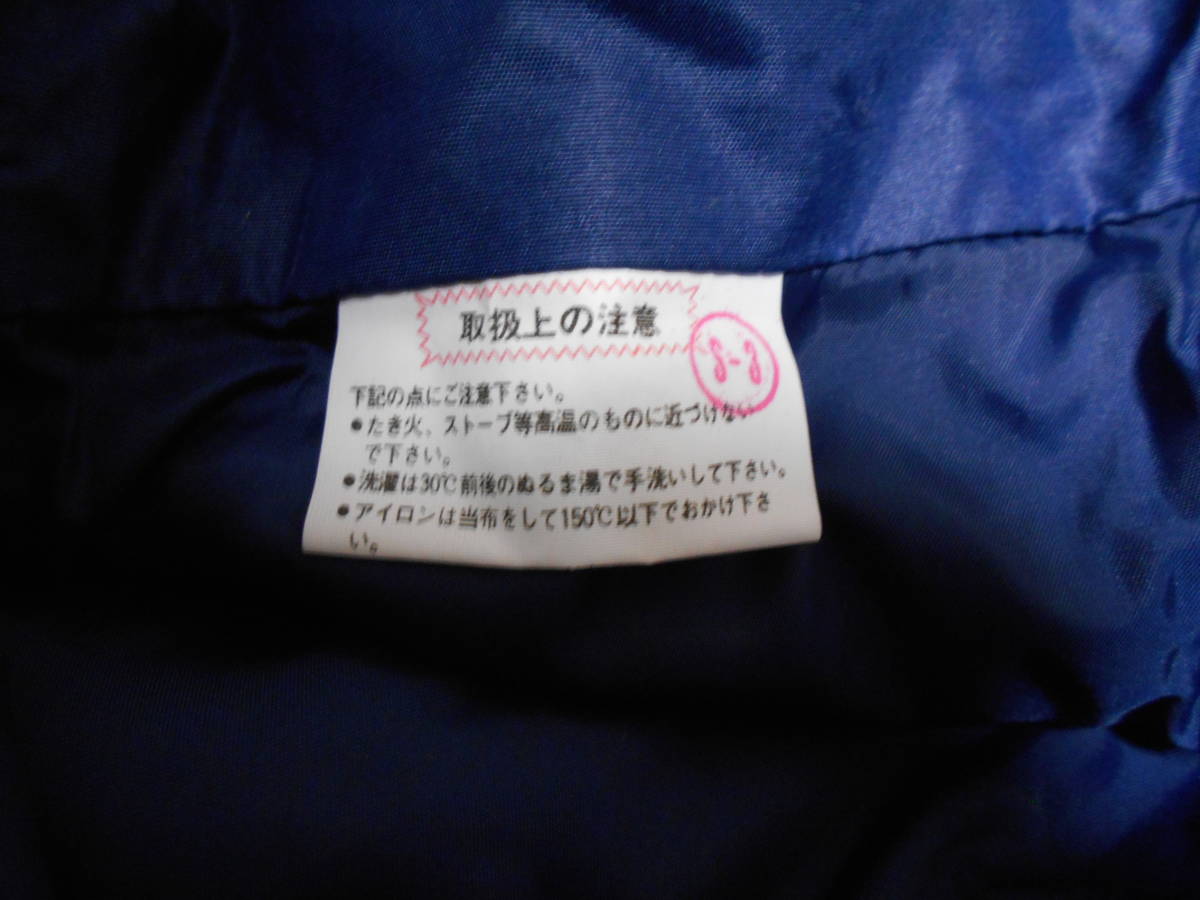 取扱上の注意
S-3
下記の点にご注意下さい。
●たき火、ストーブ等高温のものに近づけない
で下さい。
●洗濯は30℃前後のぬるま湯で手洗いして下さい。
●アイロンは当布をして150℃以下でおかけ下さ
い。